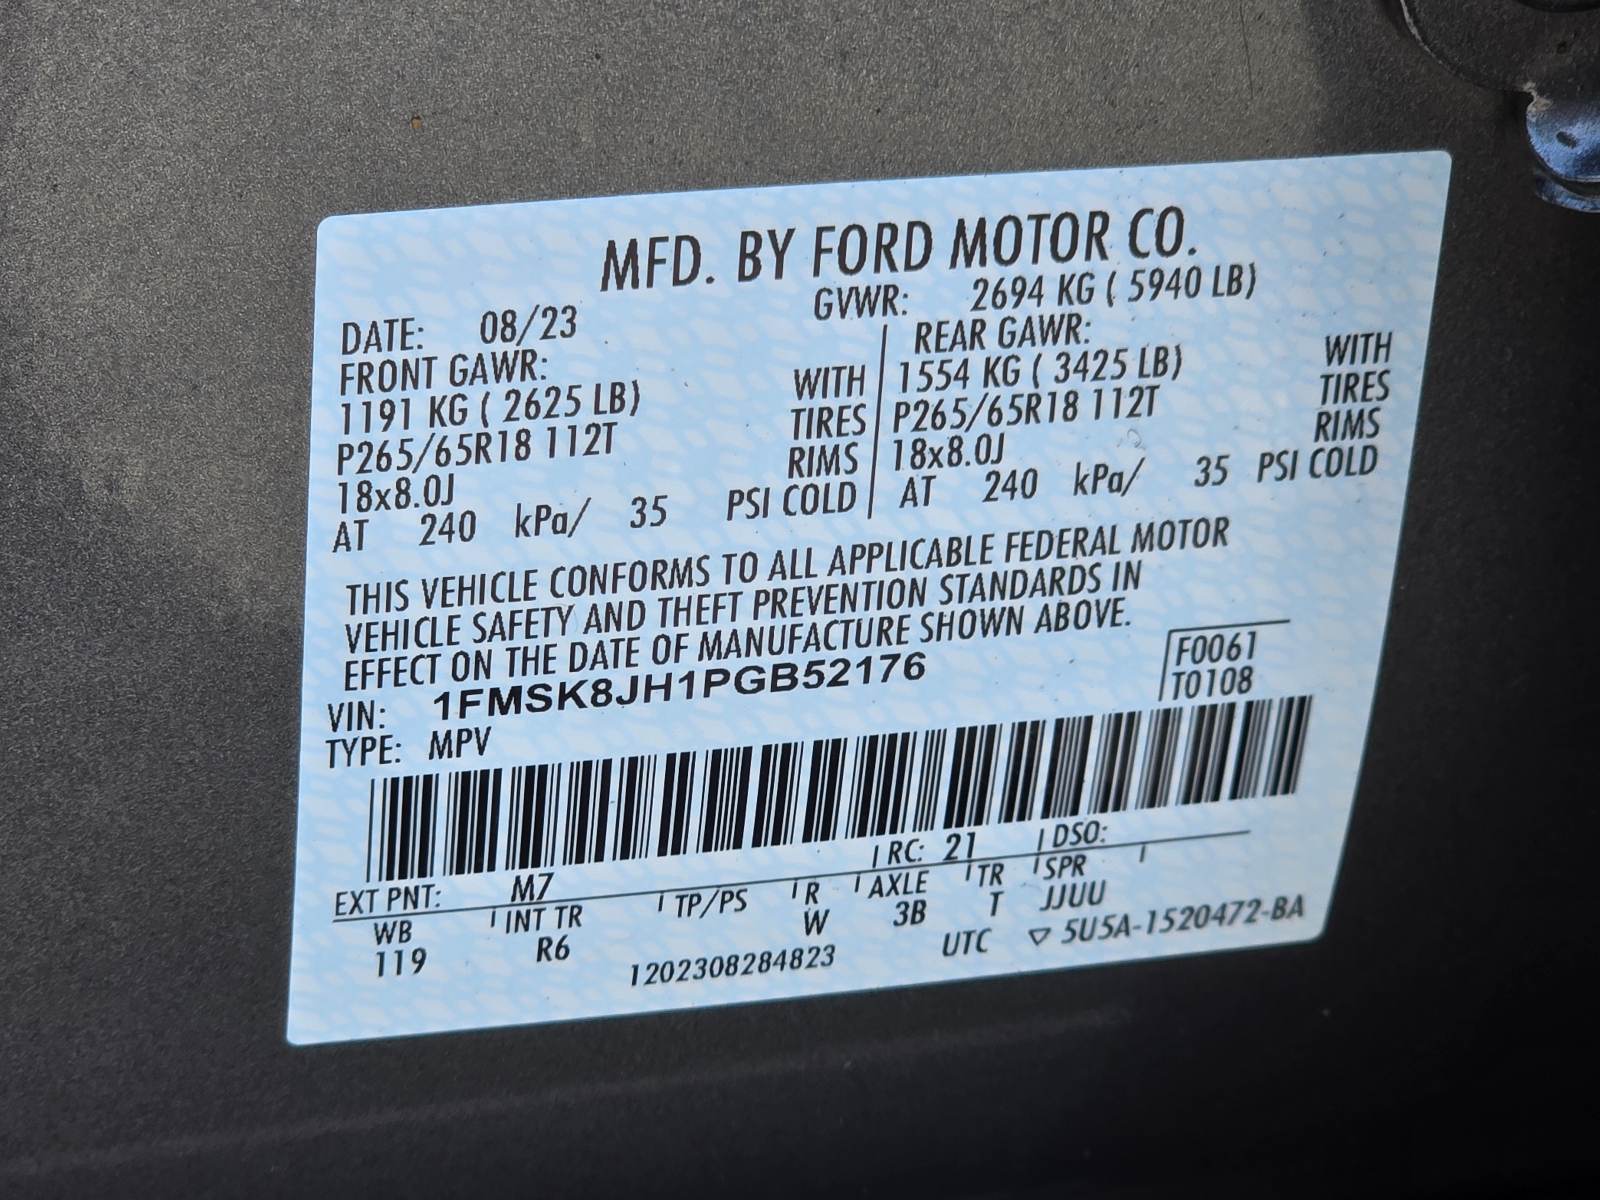 MFD. BY FORD MOTOR CO.
DATE: 08/23 GVWR: 2694 KG ( 5940 LB)
FRONT GAWR: REAR GAWR:
1191 KG ( 2625 LB) WITH 1554 KG ( 3425 LB) WITH
P265/65R18 112T TIRES P265/65R18 112T TIRES
18x8.0J RIMS 18x8.0J RIMS
AT 240 kPa/ 35 PSI COLD AT 240 kPa/ 35 PSI COLD
THIS VEHICLE CONFORMS TO ALL APPLICABLE FEDERAL MOTOR
VEHICLE SAFETY AND THEFT PREVENTION STANDARDS IN
EFFECT ON THE DATE OF MANUFACTURE SHOWN ABOVE.
VIN: 1FMSK8JH1PGB52176 F0061
TYPE: MPV T0108
EXT PNT: M7 RC: 21 DSO:
WB INT TR TP/PS R AXLE TR SPR
119 R6 W 3B T JJUU
1202308284823 UTC ▽ 5U5A-1520472-BA